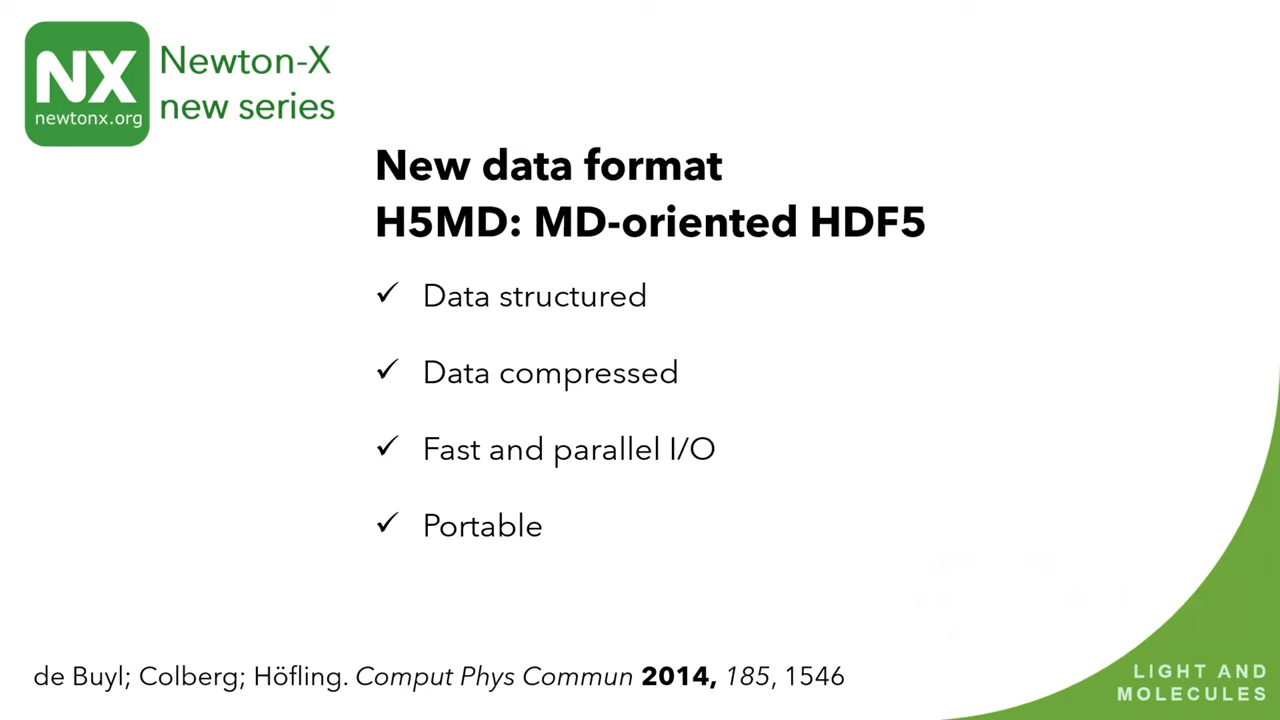 NX
newtonx.org
Newton-X
new series
New data format
H5MD: MD-oriented HDF5
✓ Data structured
✓ Data compressed
✓ Fast and parallel I/O
✓ Portable
de Buyl; Colberg; Höfling. Comput Phys Commun 2014, 185, 1546
LIGHT AND
MOLECULES